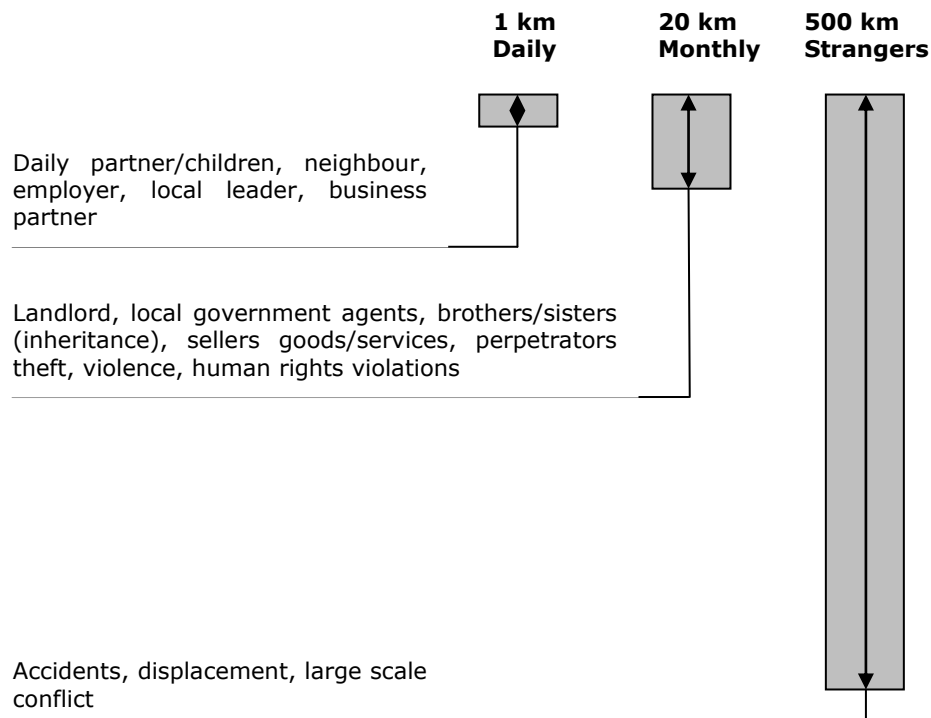 1 km 20 km 500 km
Daily Monthly Strangers
Daily partner/children, neighbour,
employer, local leader, business
partner
Landlord, local government agents, brothers/sisters
(inheritance), sellers goods/services, perpetrators
theft, violence, human rights violations
Accidents, displacement, large scale
conflict